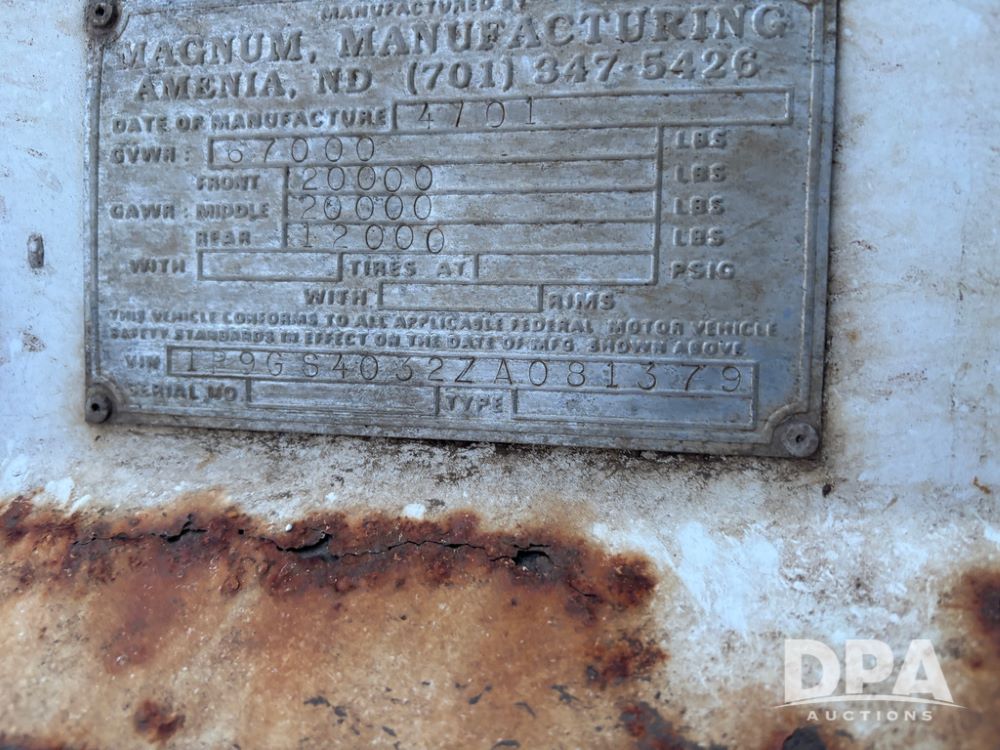 MANUFACTURED BY
MAGNUM, MANUFACTURING
AMENIA, ND (701) 347-5426
DATE OF MANUFACTURE 4701
GVWR: 67000 LBS
FRONT 20000 LBS
GAWR: MIDDLE 20000 LBS
REAR 12000 LBS
WITH TIRES AT PSIG
WITH RIMS
THIS VEHICLE CONFORMS TO ALL APPLICABLE FEDERAL MOTOR VEHICLE
SAFETY STANDARDS IN EFFECT ON THE DATE OF MFG. SHOWN ABOVE
VIN 1P9GS4032ZA081379
SERIAL NO. TYPE
DPA
AUCTIONS